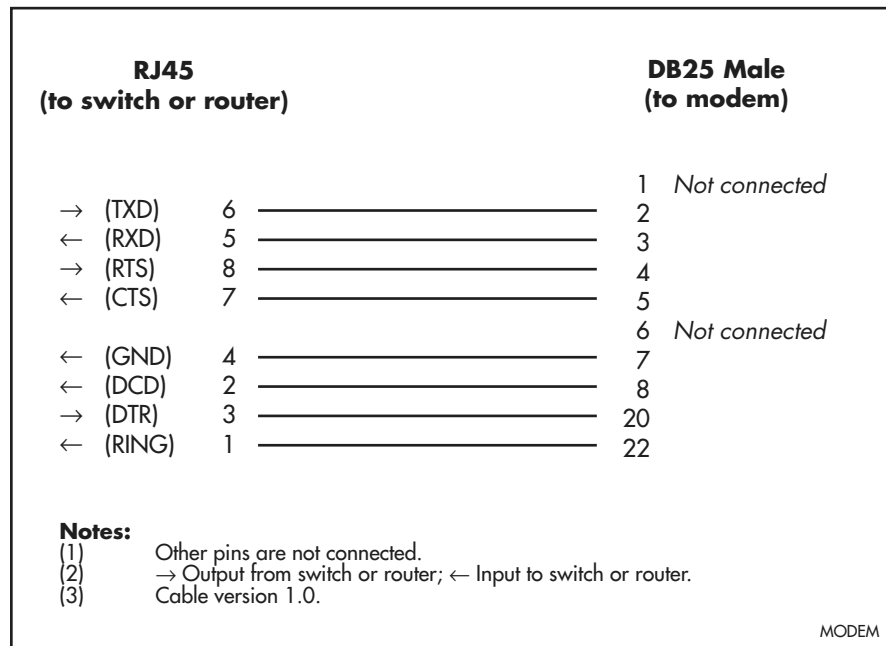 RJ45 DB25 Male
(to switch or router) (to modem)
1 Not connected
→ (TXD) 6 2
← (RXD) 5 3
→ (RTS) 8 4
← (CTS) 7 5
6 Not connected
← (GND) 4 7
← (DCD) 2 8
→ (DTR) 3 20
← (RING) 1 22
Notes:
(1) Other pins are not connected.
(2) → Output from switch or router; ← Input to switch or router.
(3) Cable version 1.0.
MODEM